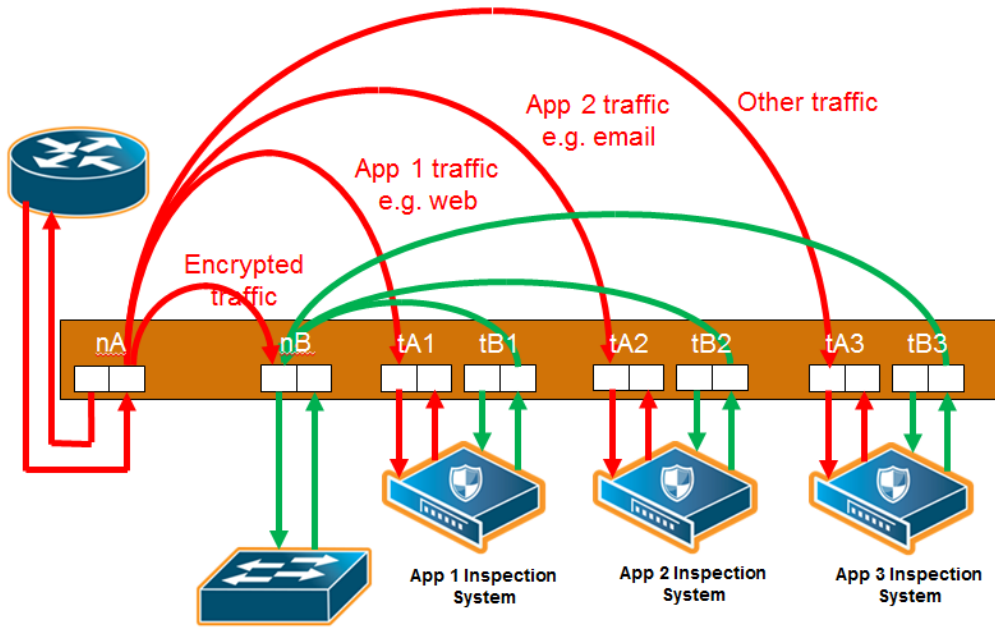 Other traffic
App 2 traffic
e.g. email
App 1 traffic
e.g. web
Encrypted
traffic
nA
nB
tA1
tB1
tA2
tB2
tA3
tB3
App 1 Inspection
System
App 2 Inspection
System
App 3 Inspection
System